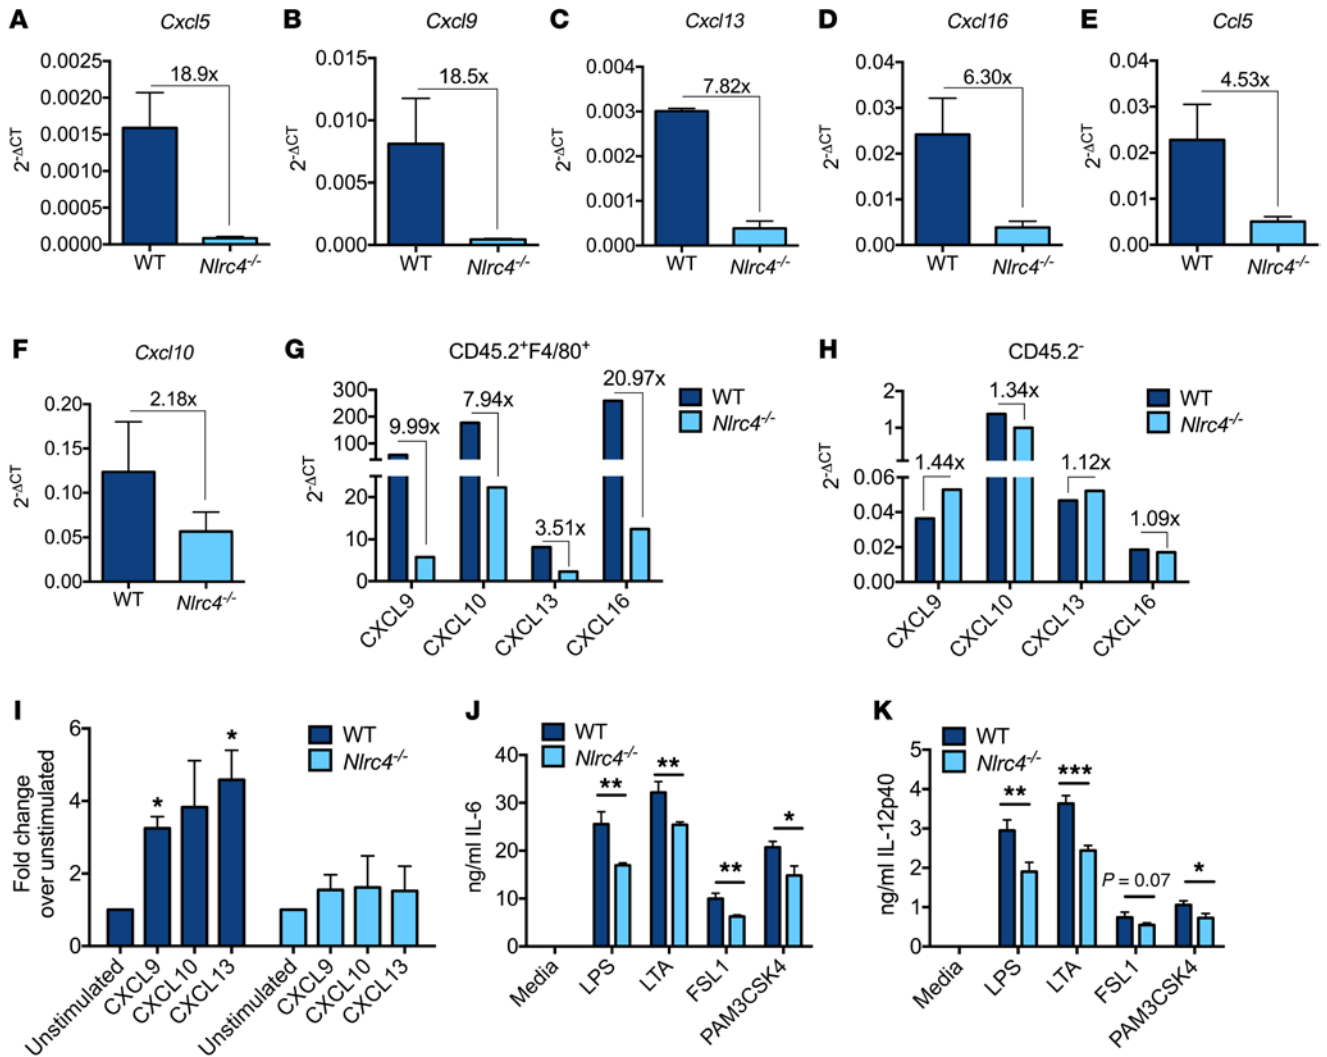 A
Cxcl5
2-ΔCT
0.0025
0.0020
0.0015
0.0010
0.0005
0.0000
18.9x
WT
Nlrc4-/-
B
Cxcl9
2-ΔCT
0.015
0.010
0.005
0.000
18.5x
WT
Nlrc4-/-
C
Cxcl13
2-ΔCT
0.004
0.003
0.002
0.001
0.000
7.82x
WT
Nlrc4-/-
D
Cxcl16
2-ΔCT
0.04
0.03
0.02
0.01
0.00
6.30x
WT
Nlrc4-/-
E
Ccl5
2-ΔCT
0.04
0.03
0.02
0.01
0.00
4.53x
WT
Nlrc4-/-
F
Cxcl10
2-ΔCT
0.20
0.15
0.10
0.05
0.00
2.18x
WT
Nlrc4-/-
G
CD45.2+F4/80+
2-ΔCT
300
200
100
20
10
0
9.99x
7.94x
3.51x
20.97x
WT
Nlrc4-/-
CXCL9
CXCL10
CXCL13
CXCL16
H
CD45.2-
2-ΔCT
2
1
0.06
0.04
0.02
0.00
1.44x
1.34x
1.12x
1.09x
WT
Nlrc4-/-
CXCL9
CXCL10
CXCL13
CXCL16
I
Fold change
over unstimulated
6
4
2
0
*
*
WT
Nlrc4-/-
Unstimulated
CXCL9
CXCL10
CXCL13
Unstimulated
CXCL9
CXCL10
CXCL13
J
WT
Nlrc4-/-
ng/ml IL-6
40
30
20
10
0
**
**
**
*
Media
LPS
LTA
FSL1
PAM3CSK4
K
WT
Nlrc4-/-
ng/ml IL-12p40
5
4
3
2
1
0
**
***
P = 0.07
*
Media
LPS
LTA
FSL1
PAM3CSK4